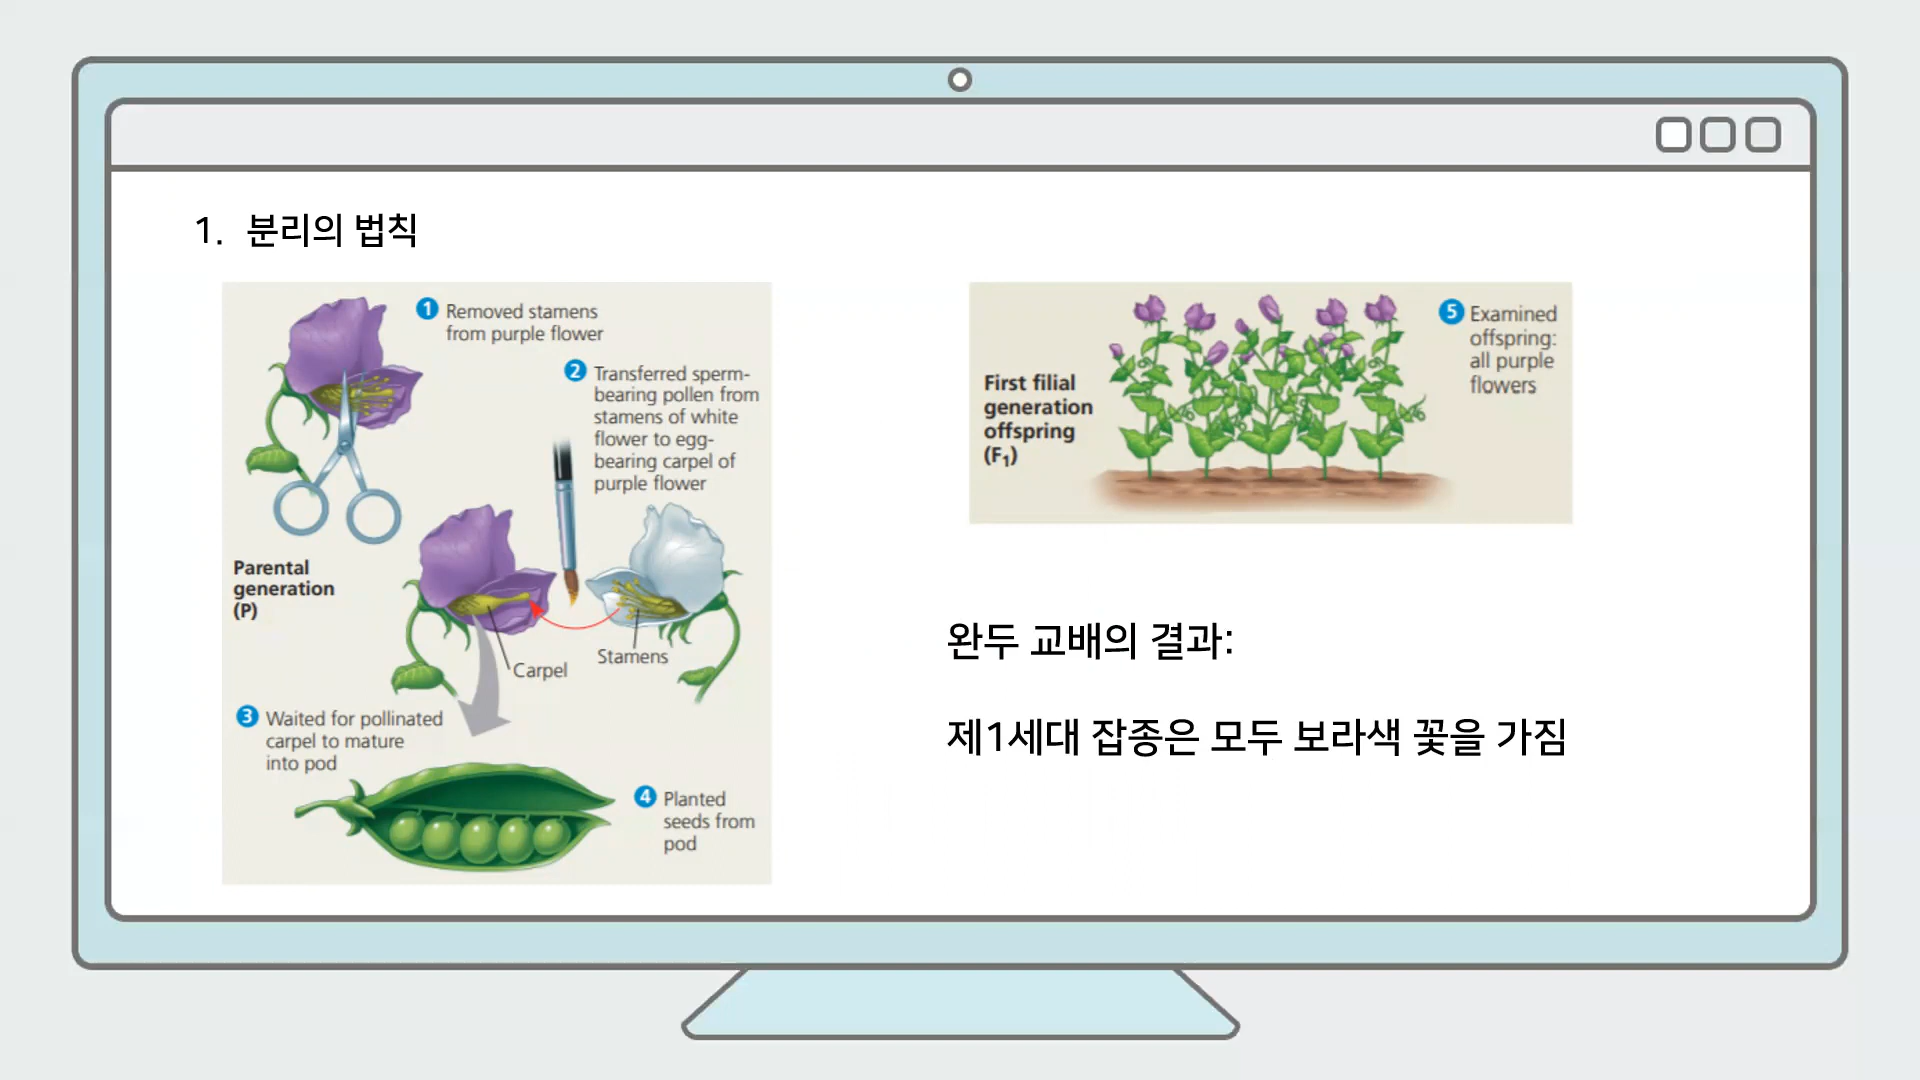 1. 분리의 법칙
1 Removed stamens
from purple flower
2 Transferred sperm-
bearing pollen from
stamens of white
flower to egg-
bearing carpel of
purple flower
Parental
generation
(P)
Carpel
Stamens
3 Waited for pollinated
carpel to mature
into pod
4 Planted
seeds from
pod
5 Examined
offspring:
all purple
flowers
First filial
generation
offspring
(F₁)
완두 교배의 결과:
제1세대 잡종은 모두 보라색 꽃을 가짐